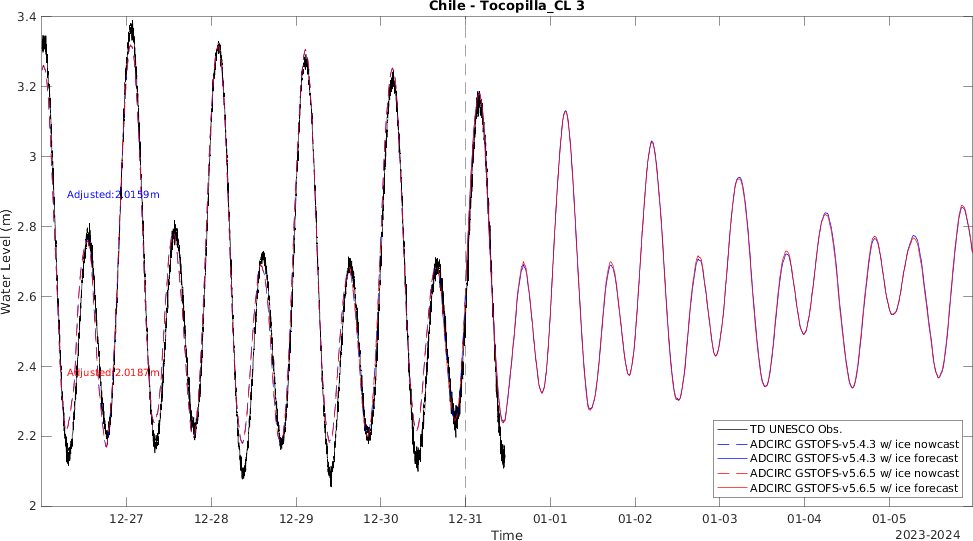 Chile - Tocopilla_CL 3
Water Level (m)
3.4
3.2
3
2.8
2.6
2.4
2.2
2
Adjusted:2.0159m
Adjusted:2.0187m
TD UNESCO Obs.
ADCIRC GSTOFS-v5.4.3 w/ ice nowcast
ADCIRC GSTOFS-v5.4.3 w/ ice forecast
ADCIRC GSTOFS-v5.6.5 w/ ice nowcast
ADCIRC GSTOFS-v5.6.5 w/ ice forecast
12-27 12-28 12-29 12-30 12-31 01-01 01-02 01-03 01-04 01-05
Time
2023-2024